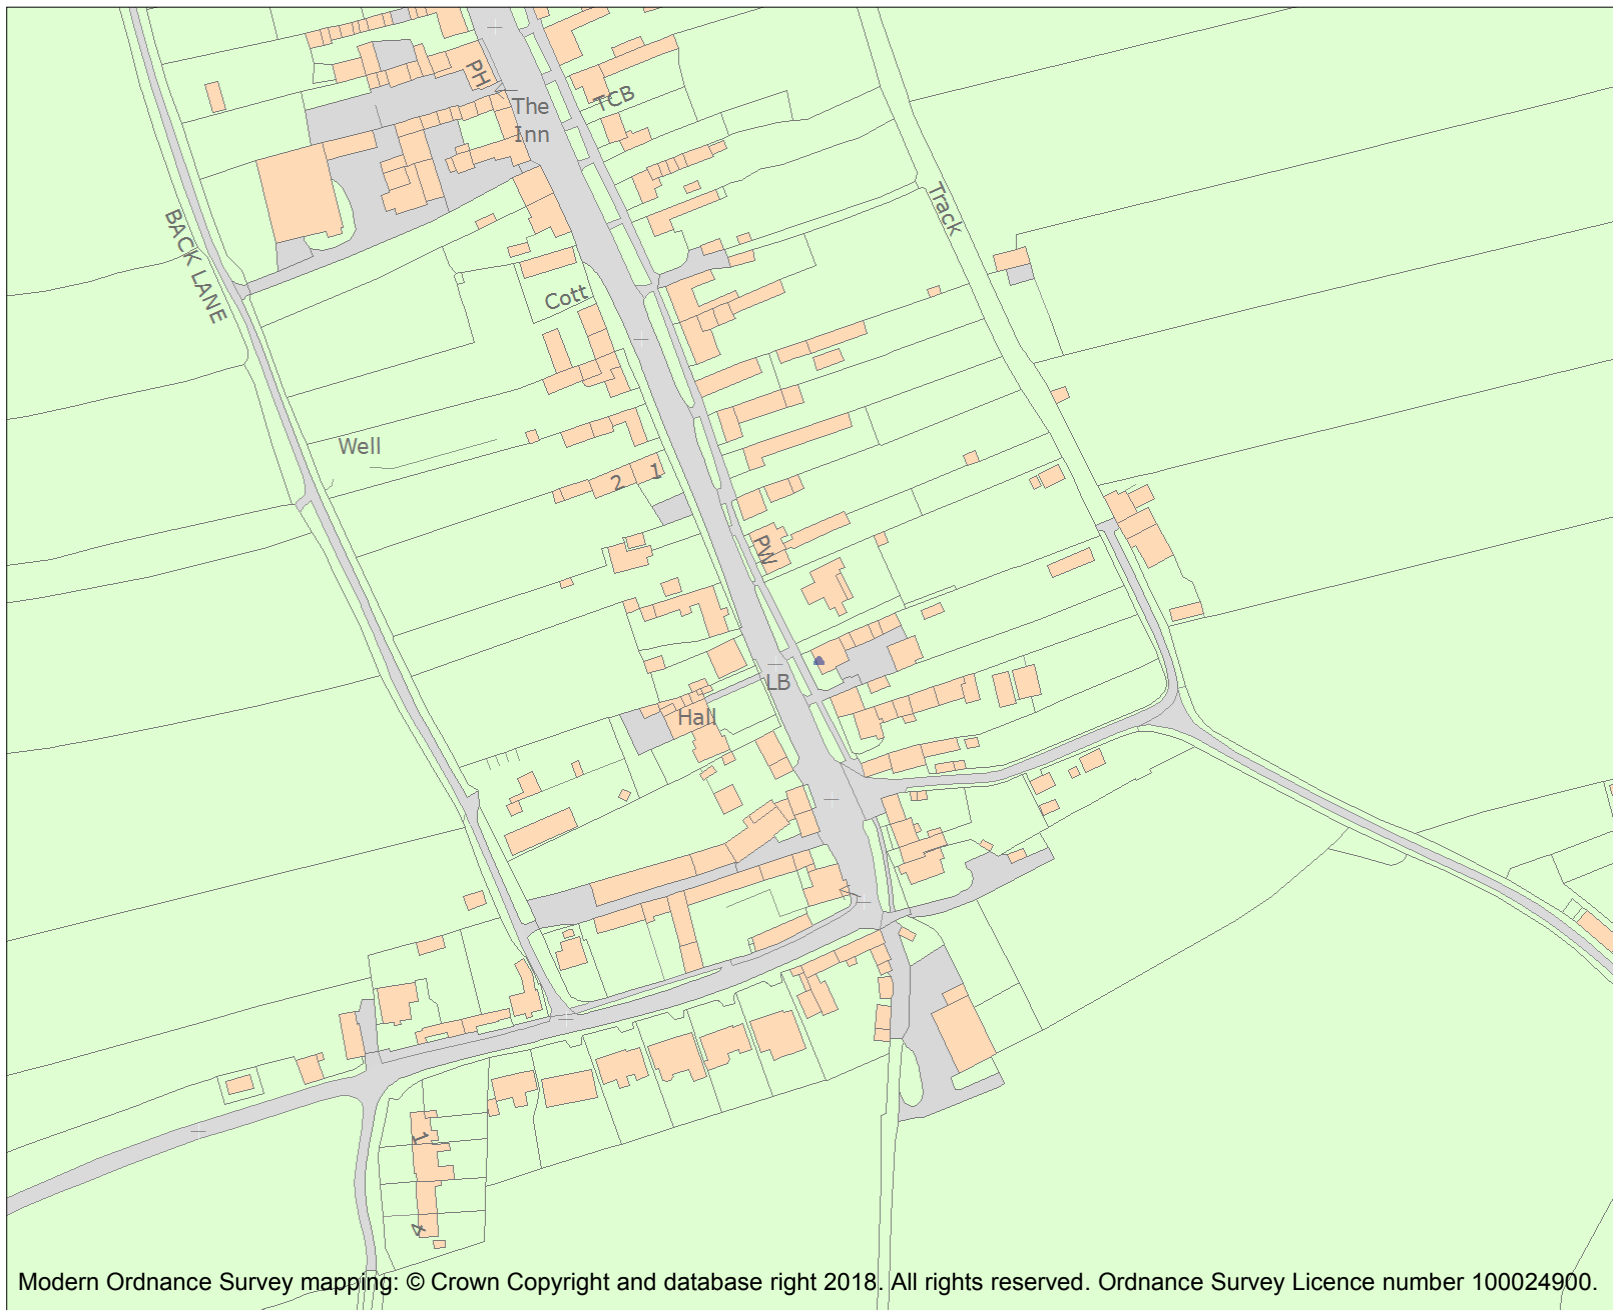 PH
The
Inn
TCB
BACK LANE
Track
Cott
Well
2
1
PW
LB
Hall
1
4
Modern Ordnance Survey mapping: © Crown Copyright and database right 2018. All rights reserved. Ordnance Survey Licence number 100024900.